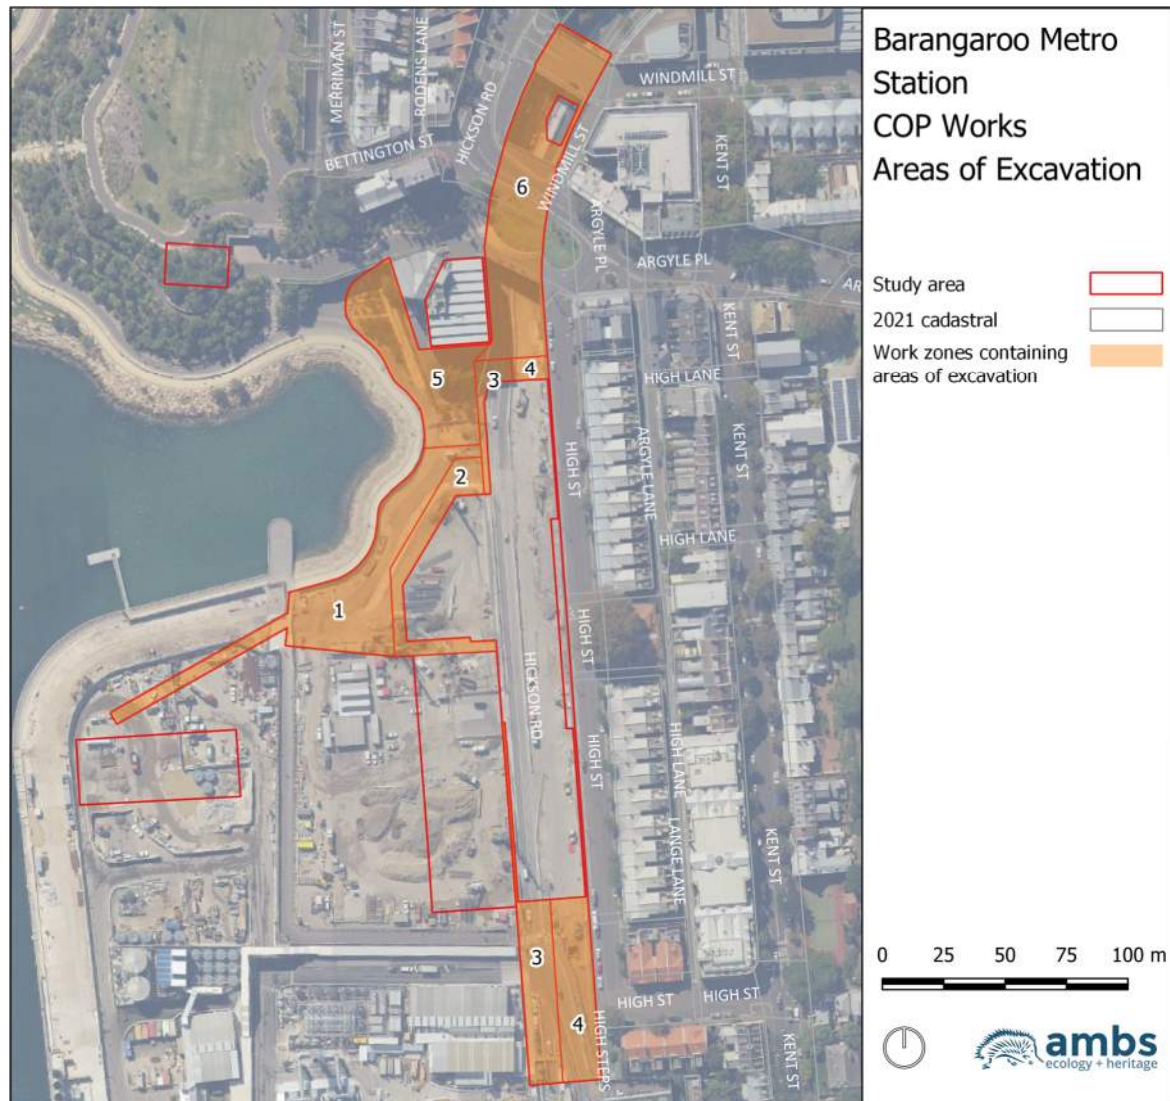 Barangaroo Metro
Station
COP Works
Areas of Excavation
Study area
2021 cadastral
Work zones containing
areas of excavation
0 25 50 75 100 m
ambs
ecology + heritage
MERRIMAN ST
RODENS LANE
HICKSON RD
BETTINGTON ST
WINDMILL ST
WINDMILL ST
KENT ST
ARGYLE PL
ARGYLE PL
AR
6
5
3
4
2
1
KENT ST
HIGH LANE
HIGH ST
ARGYLE LANE
KENT ST
HIGH LANE
HIGH ST
HICKSON RD
HIGH ST
HIGH LANE
LANGE LANE
KENT ST
3
4
HIGH ST
HIGH ST
HIGH STEPS
KENT ST